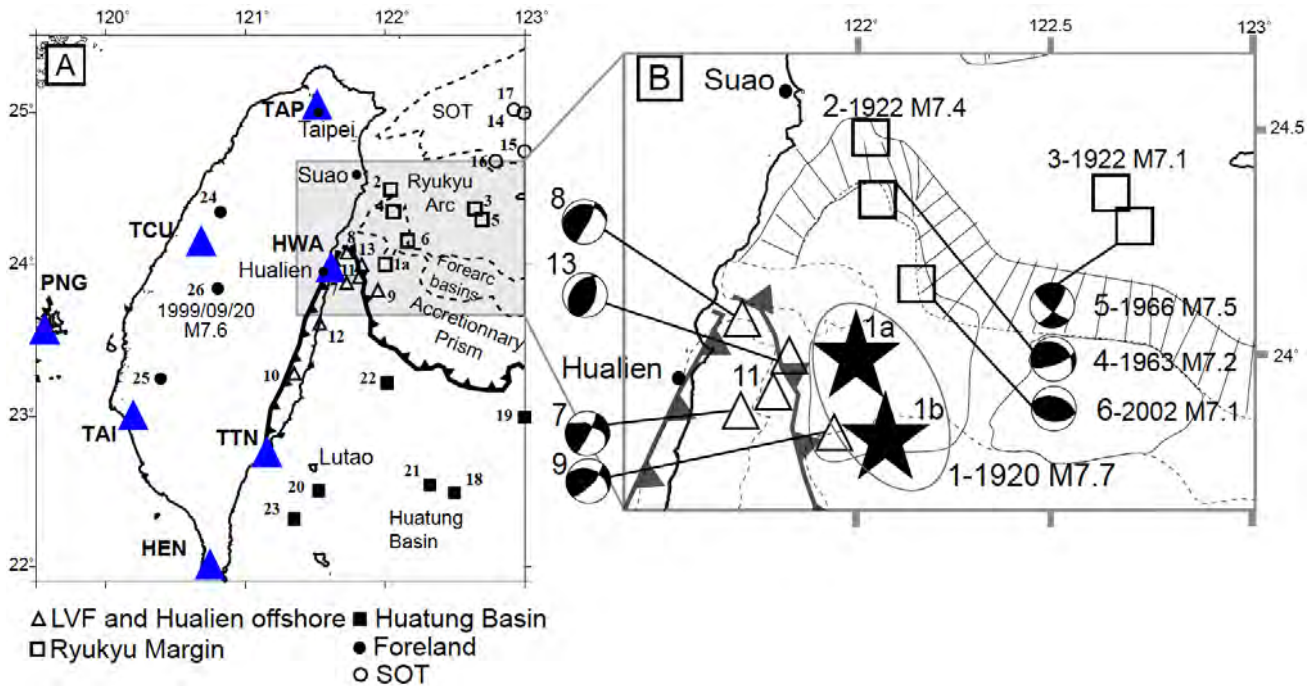 120°
121°
122°
123°
A
25°
24°
23°
22°
TAP
Taipei
SOT
17
14
15
16
Suao
2
Ryukyu
Arc
4
3
5
24
TCU
HWA
8
13
6
Hualien
11
1a
Forearc
basins
9
Accretionnary
Prism
PNG
26
1999/09/20
M7.6
12
10
25
22
19
TAI
TTN
Lutao
20
21
18
23
Huatung
Basin
HEN
LVF and Hualien offshore
Huatung Basin
Ryukyu Margin
Foreland
SOT
122°
122.5
123°
B
Suao
2-1922 M7.4
24.5
3-1922 M7.1
8
13
5-1966 M7.5
1a
24°
4-1963 M7.2
Hualien
11
6-2002 M7.1
7
1b
9
1-1920 M7.7